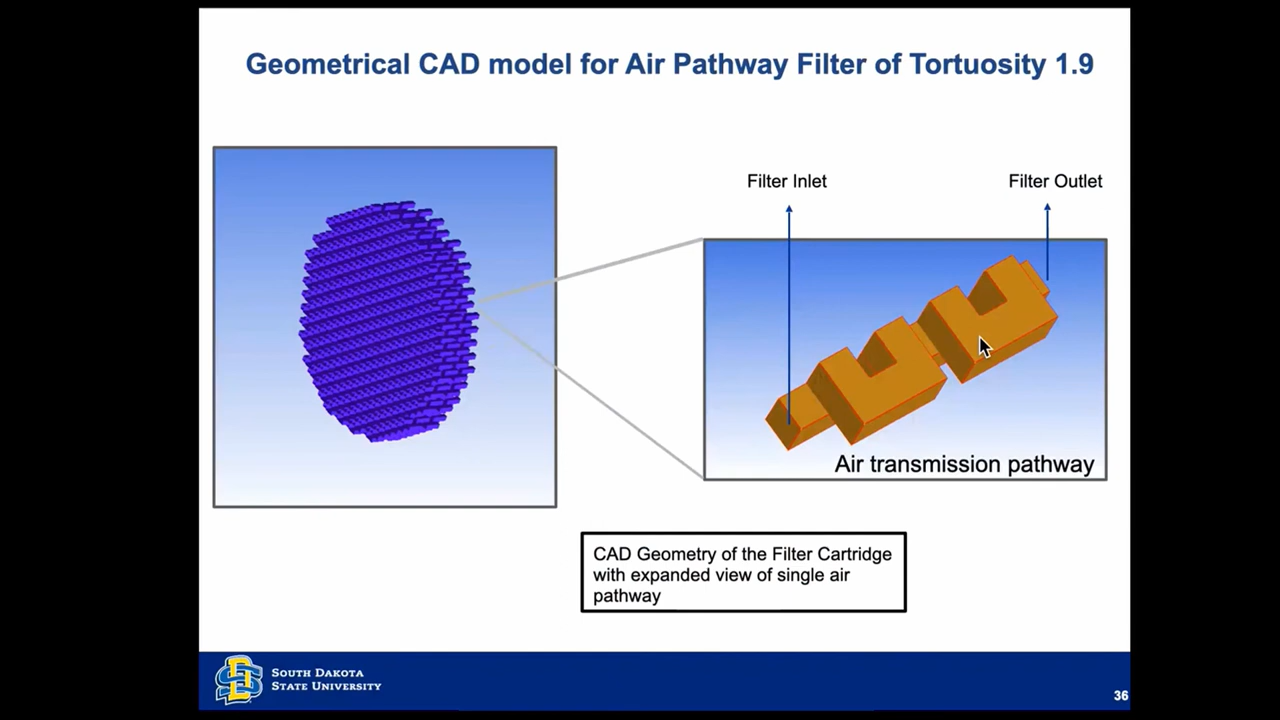 Geometrical CAD model for Air Pathway Filter of Tortuosity 1.9
Filter Inlet
Filter Outlet
Air transmission pathway
CAD Geometry of the Filter Cartridge
with expanded view of single air
pathway
SOUTH DAKOTA
STATE UNIVERSITY
36